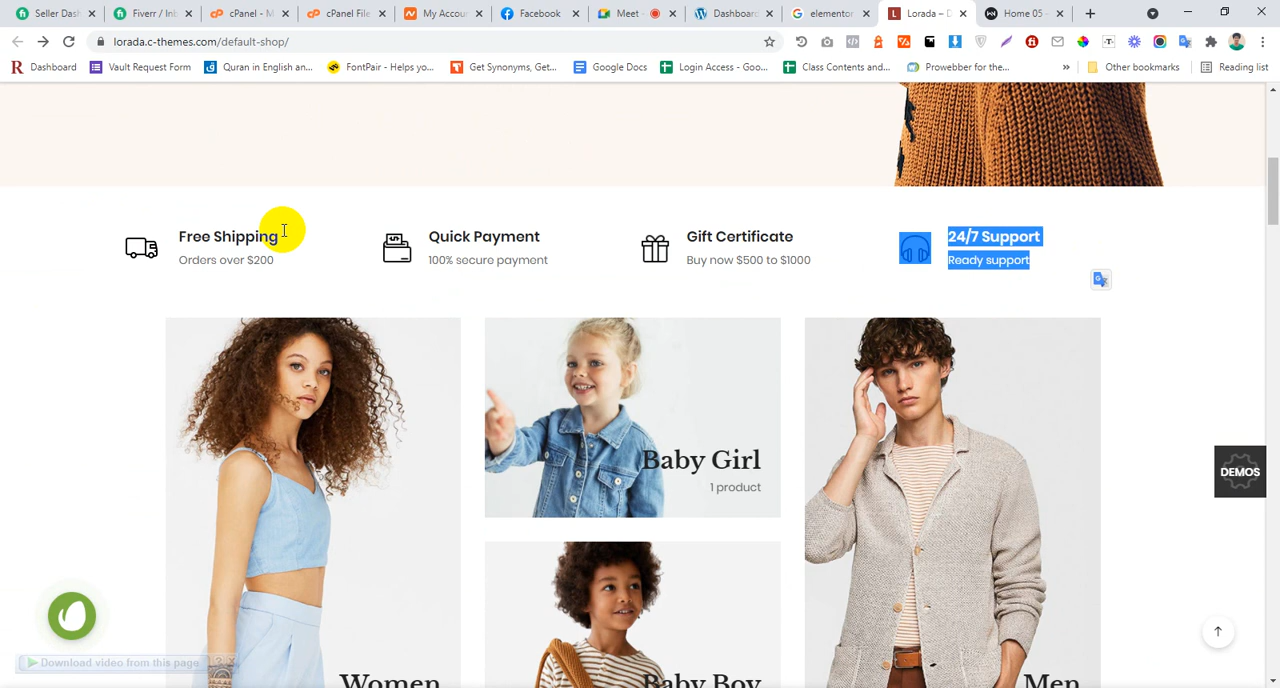 Seller Dash
Fiverr / Inb
cPanel - M
cPanel File
My Accou
Facebook
Meet
Dashboard
elementor
Lorada – D
Home 05 -
lorada.c-themes.com/default-shop/
Dashboard
Vault Request Form
Quran in English an...
FontPair - Helps yo...
Get Synonyms, Get...
Google Docs
Login Access - Goo...
Class Contents and...
Prowebber for the...
»
Other bookmarks
Reading list
Free Shipping
Orders over $200
Quick Payment
100% secure payment
Gift Certificate
Buy now $500 to $1000
24/7 Support
Ready support
Baby Girl
1 product
DEMOS
Download video from this page
? X
Women
Baby Boy
Men